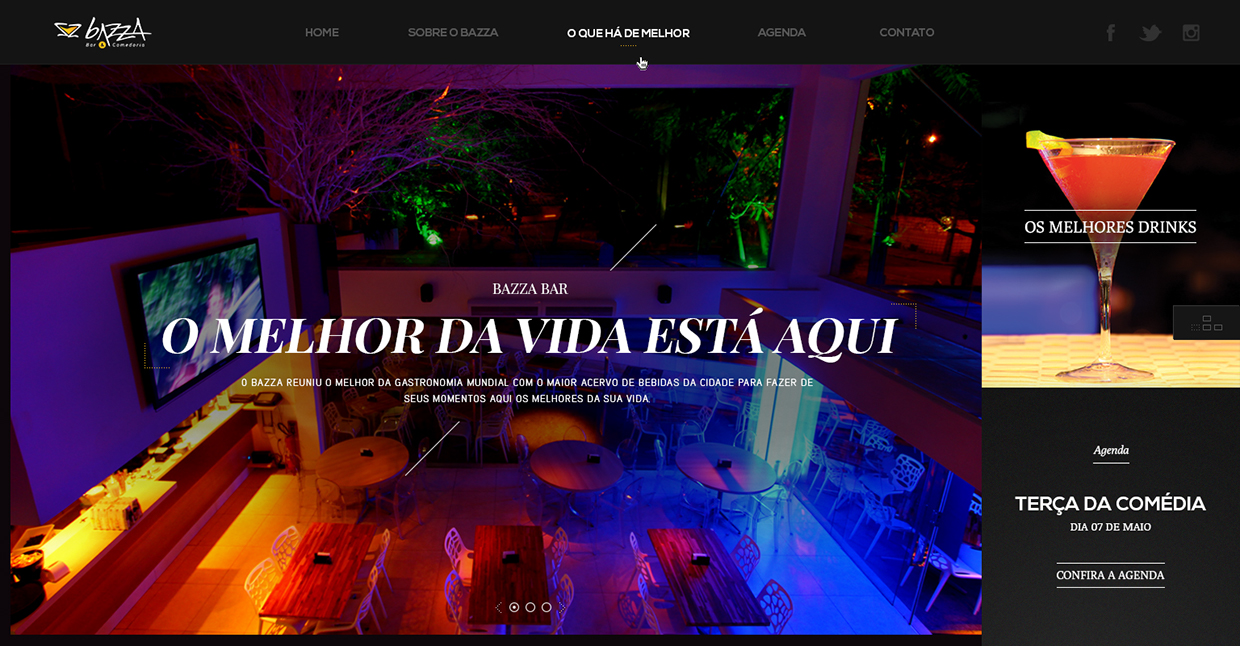 bazza
Bar & Comedoria
HOME
SOBRE O BAZZA
O QUE HÁ DE MELHOR
AGENDA
CONTATO
BAZZA BAR
O MELHOR DA VIDA ESTÁ AQUI
O BAZZA REUNIU O MELHOR DA GASTRONOMIA MUNDIAL COM O MAIOR ACERVO DE BEBIDAS DA CIDADE PARA FAZER DE
SEUS MOMENTOS AQUI OS MELHORES DA SUA VIDA.
OS MELHORES DRINKS
Agenda
TERÇA DA COMÉDIA
DIA 07 DE MAIO
CONFIRA A AGENDA